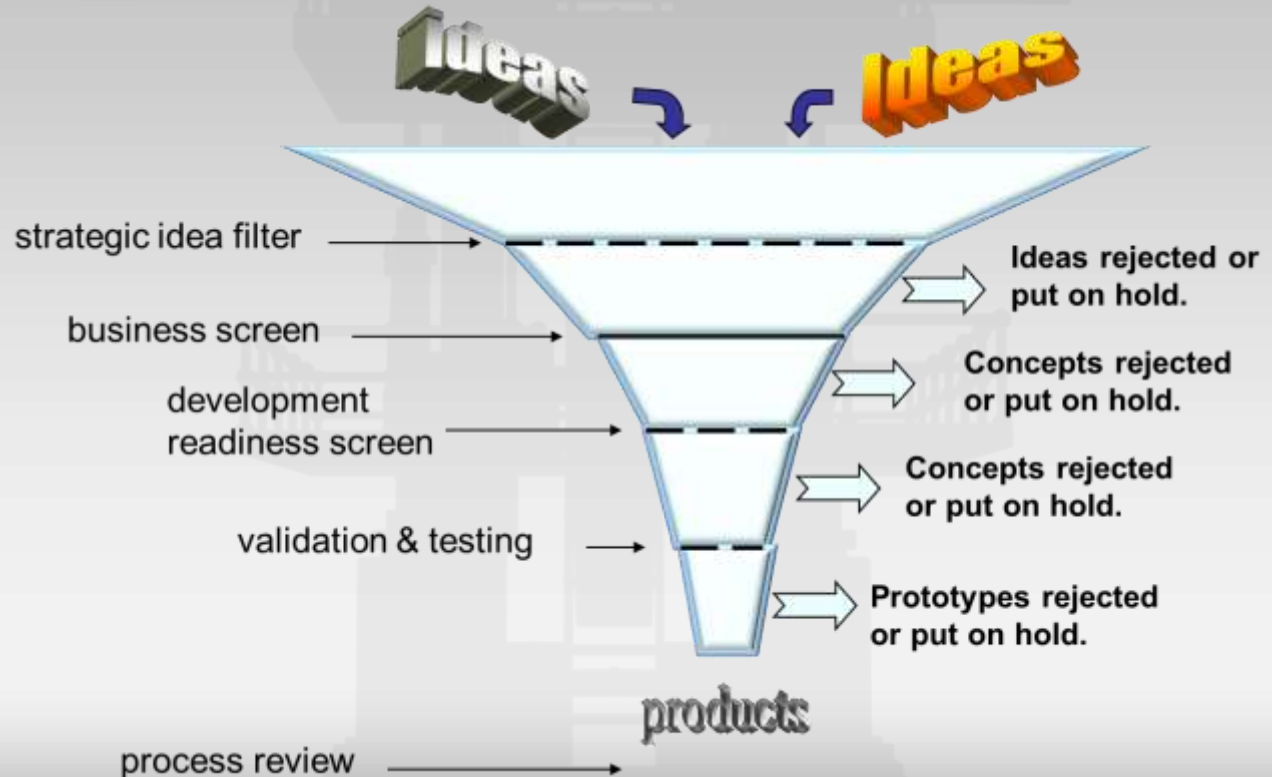 Ideas
Ideas
strategic idea filter
Ideas rejected or
put on hold.
business screen
Concepts rejected
or put on hold.
development
readiness screen
Concepts rejected
or put on hold.
validation & testing
Prototypes rejected
or put on hold.
products
process review